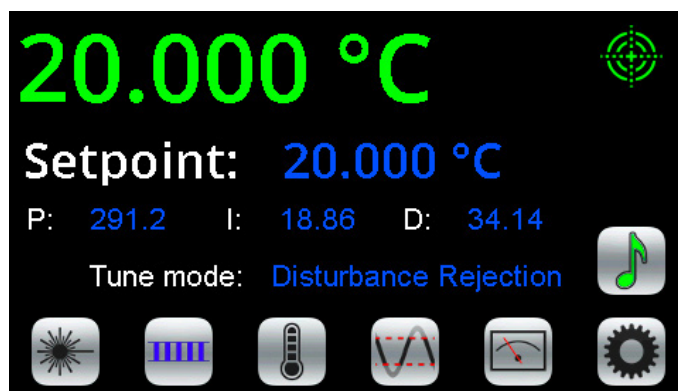 20.000 °C
Setpoint: 20.000 °C
P: 291.2 I: 18.86 D: 34.14
Tune mode: Disturbance Rejection